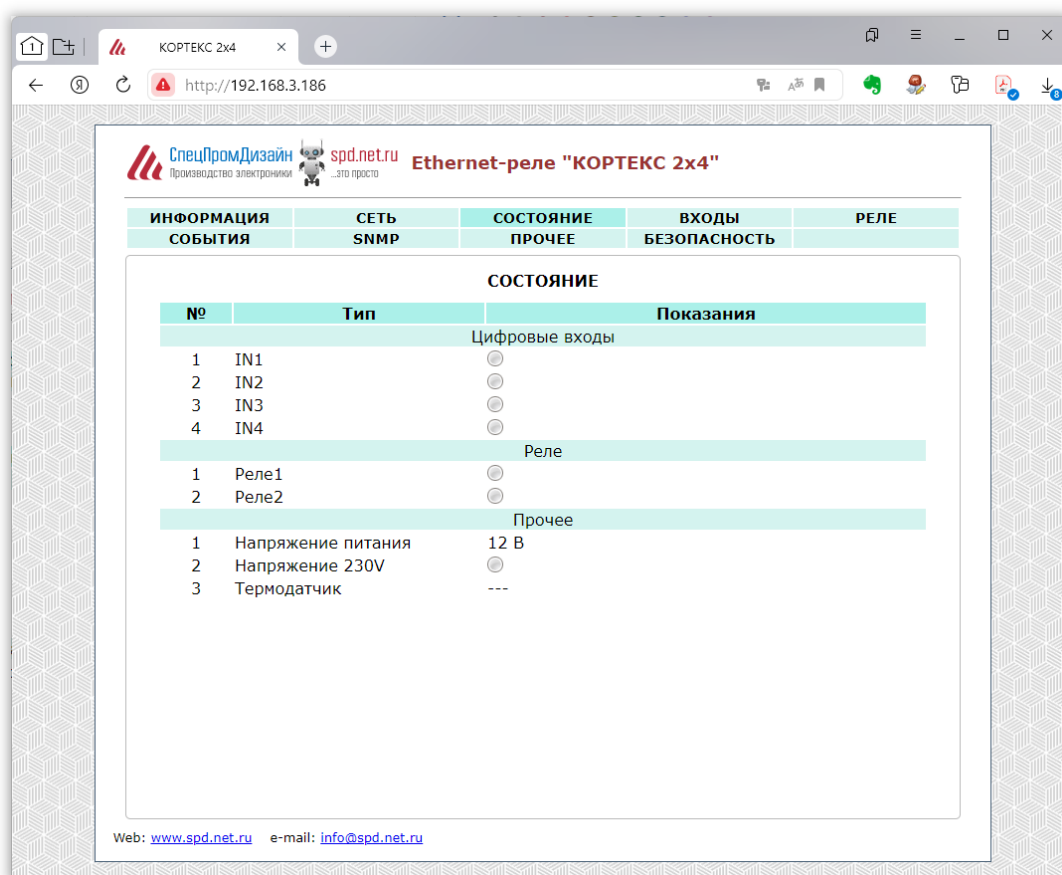 1
КОРТЕКС 2x4
http://192.168.3.186
8
СпецПромДизайн
Производство электроники
spd.net.ru
...это просто
Ethernet-реле "КОРТЕКС 2x4"
ИНФОРМАЦИЯ СЕТЬ СОСТОЯНИЕ ВХОДЫ РЕЛЕ
СОБЫТИЯ SNMP ПРОЧЕЕ БЕЗОПАСНОСТЬ
СОСТОЯНИЕ
№ Тип Показания
Цифровые входы
1 IN1
2 IN2
3 IN3
4 IN4
Реле
1 Реле1
2 Реле2
Прочее
1 Напряжение питания 12 В
2 Напряжение 230V
3 Термодатчик ---
Web: www.spd.net.ru e-mail: info@spd.net.ru